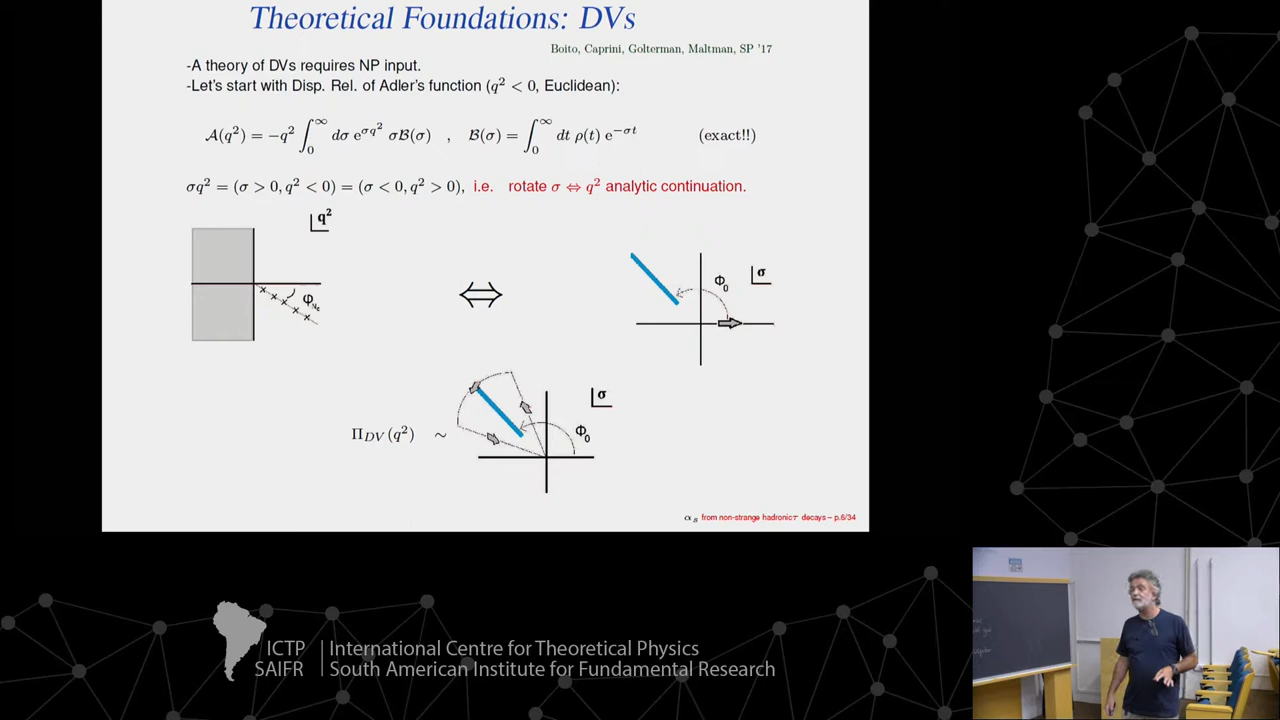 Theoretical Foundations: DVs
Boito, Caprini, Golterman, Maltman, SP '17
-A theory of DVs requires NP input.
-Let's start with Disp. Rel. of Adler's function (q² < 0, Euclidean):
𝒜(q²) = −q² ∫₀^∞ dσ e^{σq²} σℬ(σ) , ℬ(σ) = ∫₀^∞ dt ρ(t) e^{−σt} (exact!!)
σq² = (σ > 0, q² < 0) = (σ < 0, q² > 0), i.e. rotate σ ⇔ q² analytic continuation.
q²
σ
Φ₀
σ
Φ₀
Π_{DV}(q²) ∼
α_s from non-strange hadronic τ decays – p.6/34
ICTP
SAIFR
International Centre for Theoretical Physics
South American Institute for Fundamental Research